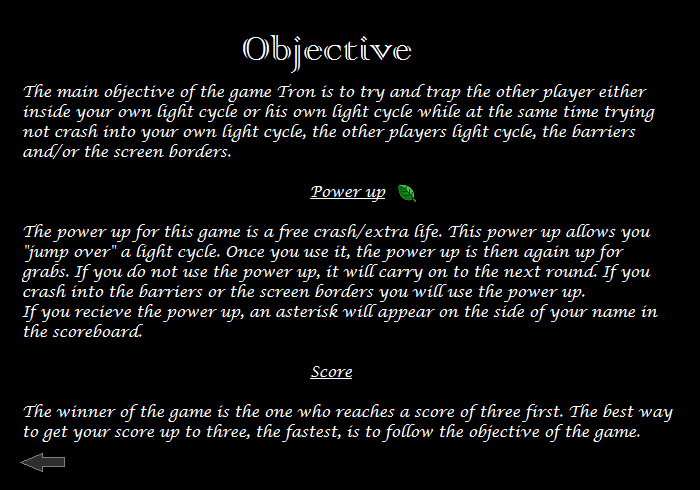 Objective
The main objective of the game Tron is to try and trap the other player either
inside your own light cycle or his own light cycle while at the same time trying
not crash into your own light cycle, the other players light cycle, the barriers
and/or the screen borders.
Power up
The power up for this game is a free crash/extra life. This power up allows you
"jump over" a light cycle. Once you use it, the power up is then again up for
grabs. If you do not use the power up, it will carry on to the next round. If you
crash into the barriers or the screen borders you will use the power up.
If you recieve the power up, an asterisk will appear on the side of your name in
the scoreboard.
Score
The winner of the game is the one who reaches a score of three first. The best way
to get your score up to three, the fastest, is to follow the objective of the game.